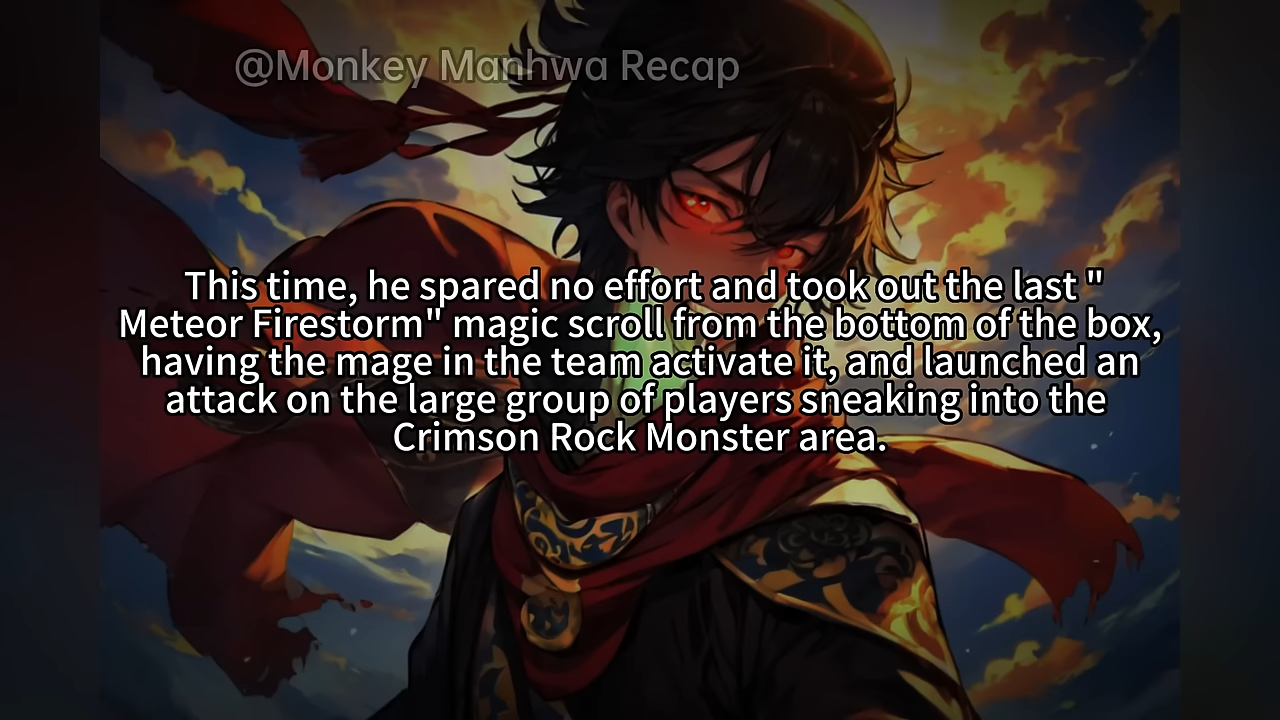 @Monkey Manhwa Recap
This time, he spared no effort and took out the last "
Meteor Firestorm" magic scroll from the bottom of the box,
having the mage in the team activate it, and launched an
attack on the large group of players sneaking into the
Crimson Rock Monster area.